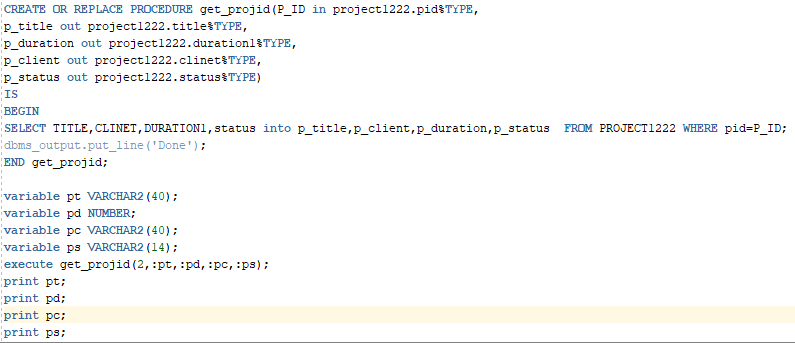 CREATE OR REPLACE PROCEDURE get_projid(P_ID in project1222.pid%TYPE,
p_title out project1222.title%TYPE,
p_duration out project1222.duration1%TYPE,
p_client out project1222.clinet%TYPE,
p_status out project1222.status%TYPE)
IS
BEGIN
SELECT TITLE,CLINET,DURATION1,status into p_title,p_client,p_duration,p_status  FROM PROJECT1222 WHERE pid=P_ID;
dbms_output.put_line('Done');
END get_projid;

variable pt VARCHAR2(40);
variable pd NUMBER;
variable pc VARCHAR2(40);
variable ps VARCHAR2(14);
execute get_projid(2,:pt,:pd,:pc,:ps);
print pt;
print pd;
print pc;
print ps;